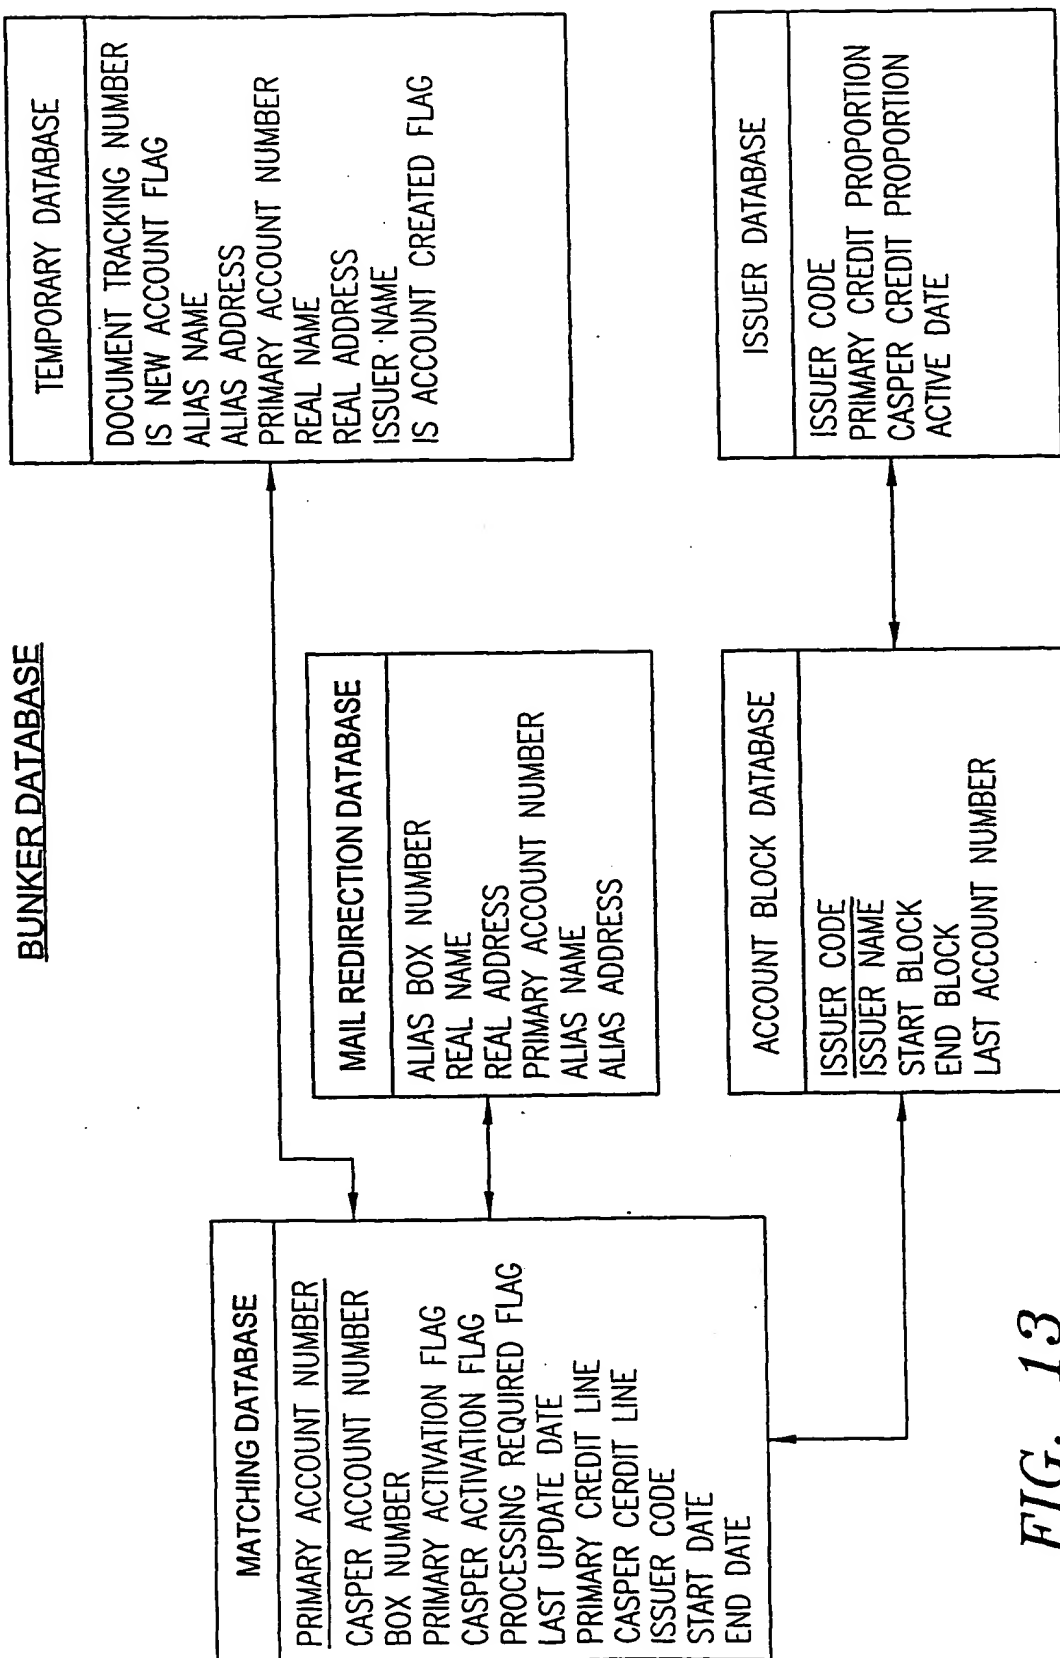 BUNKER DATABASE
MATCHING DATABASE
PRIMARY ACCOUNT NUMBER
CASPER ACCOUNT NUMBER
BOX NUMBER
PRIMARY ACTIVATION FLAG
CASPER ACTIVATION FLAG
PROCESSING REQUIRED FLAG
LAST UPDATE DATE
PRIMARY CREDIT LINE
CASPER CERDIT LINE
ISSUER CODE
START DATE
END DATE
MAIL REDIRECTION DATABASE
ALIAS BOX NUMBER
REAL NAME
REAL ADDRESS
PRIMARY ACCOUNT NUMBER
ALIAS NAME
ALIAS ADDRESS
TEMPORARY DATABASE
DOCUMENT TRACKING NUMBER
IS NEW ACCOUNT FLAG
ALIAS NAME
ALIAS ADDRESS
PRIMARY ACCOUNT NUMBER
REAL NAME
REAL ADDRESS
ISSUER NAME
IS ACCOUNT CREATED FLAG
ACCOUNT BLOCK DATABASE
ISSUER CODE
ISSUER NAME
START BLOCK
END BLOCK
LAST ACCOUNT NUMBER
ISSUER DATABASE
ISSUER CODE
PRIMARY CREDIT PROPORTION
CASPER CREDIT PROPORTION
ACTIVE DATE
FIG. 13